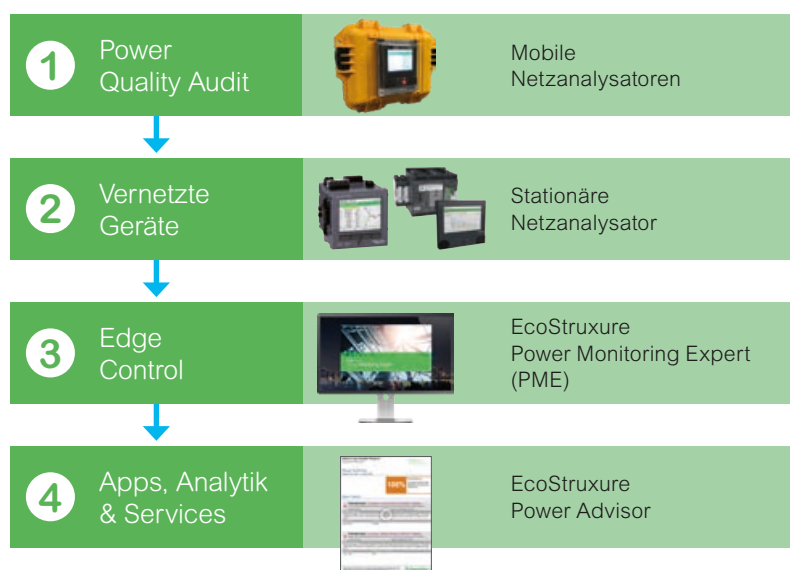 1
Power
Quality Audit
Mobile
Netzanalysatoren
2
Vernetzte
Geräte
Stationäre
Netzanalysator
3
Edge
Control
EcoStruxure
Power Monitoring Expert
(PME)
4
Apps, Analytik
& Services
100%
EcoStruxure
Power Advisor